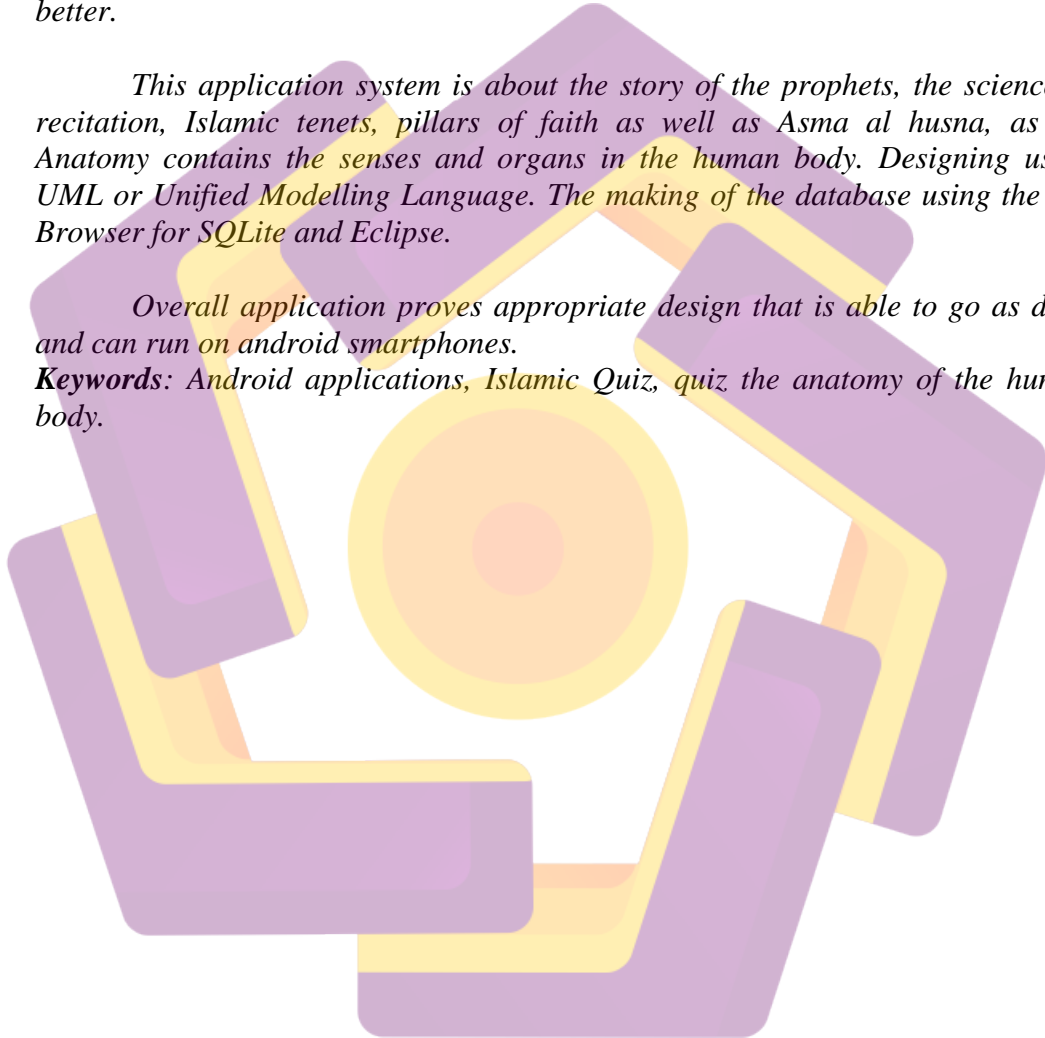 better.
This application system is about the story of the prophets, the science
recitation, Islamic tenets, pillars of faith as well as Asma al husna, as
Anatomy contains the senses and organs in the human body. Designing
UML or Unified Modelling Language. The making of the database using the
Browser for SQLite and Eclipse.
Overall application proves appropriate design that is able to go as
and can run on android smartphones.
Keywords: Android applications, Islamic Quiz, quiz the anatomy of the
body.